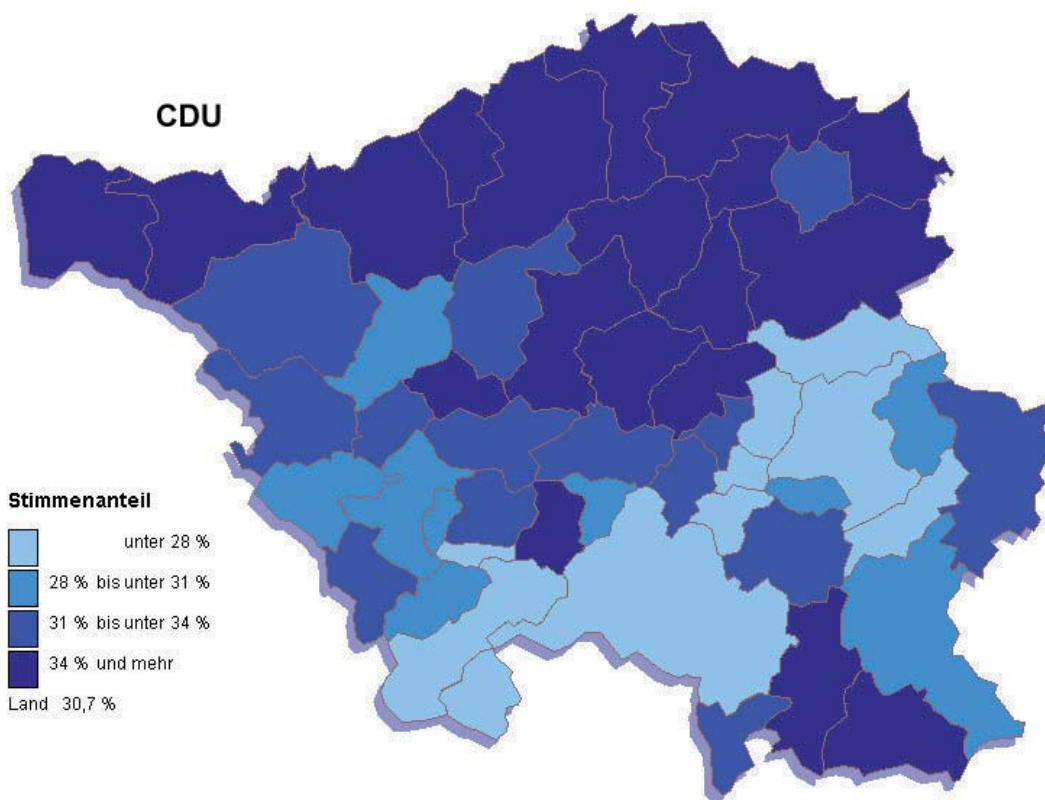 CDU
Stimmenanteil
unter 28 %
28 % bis unter 31 %
31 % bis unter 34 %
34 % und mehr
Land 30,7 %